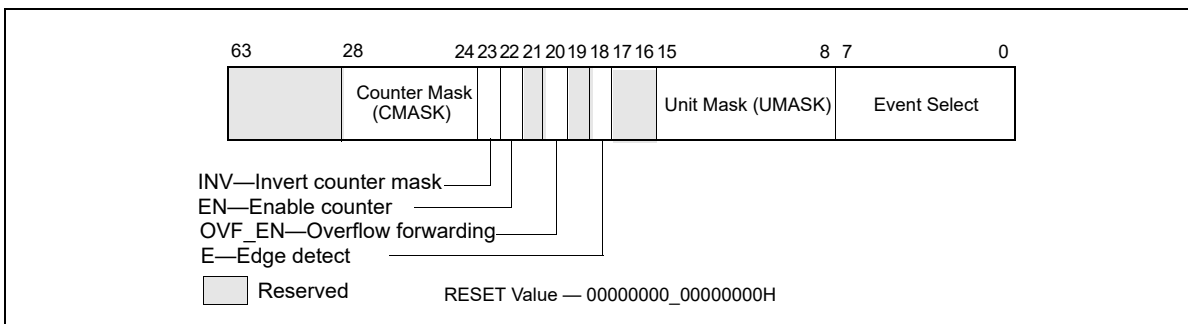 63 28 24 23 22 21 20 19 18 17 16 15 8 7 0
Counter Mask
(CMASK)
Unit Mask (UMASK)
Event Select
INV—Invert counter mask
EN—Enable counter
OVF_EN—Overflow forwarding
E—Edge detect
Reserved
RESET Value — 00000000_00000000H